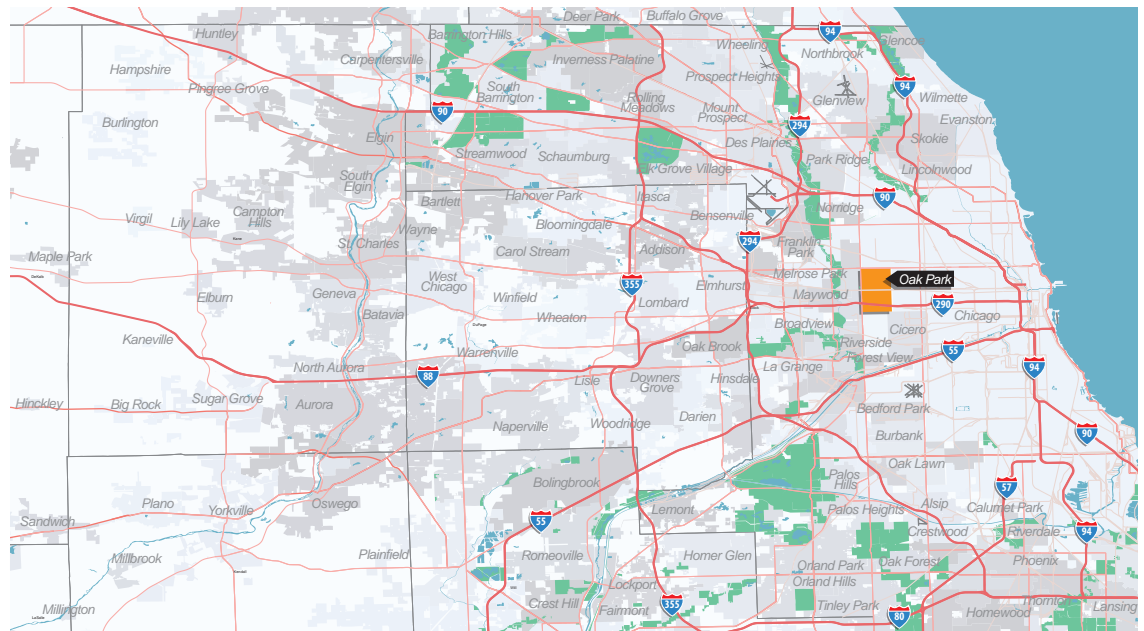 Deer Park
Buffalo Grove
Huntley
Barrington Hills
94
Wheeling
Northbrook
Glencoe
Carpentersville
Inverness
Palatine
Hampshire
Prospect Heights
Pingree Grove
South
Barrington
94
Rolling
Meadows
Glenview
Wilmette
90
Mount
Prospect
Burlington
294
Evanston
Elgin
Skokie
Des Plaines
Streamwood
Schaumburg
Park Ridge
Elk Grove Village
Lincolnwood
South
Elgin
Bartlett
Hanover Park
Itasca
90
Norridge
Virgil
Lily Lake
Campton
Hills
Wayne
Bloomingdale
Bensenville
St. Charles
294
Franklin
Park
Maple Park
Carol Stream
Addison
Melrose Park
Oak Park
West
Chicago
355
Elmhurst
Elburn
Geneva
Winfield
Lombard
Maywood
290
Batavia
Wheaton
Chicago
Broadview
Cicero
Kaneville
Riverside
Oak Brook
Forest View
55
Warrenville
North Aurora
La Grange
94
88
Lisle
Downers
Grove
Hinsdale
Hinckley
Big Rock
Sugar Grove
Aurora
Bedford Park
Darien
Naperville
Woodridge
90
Burbank
Oak Lawn
Bolingbrook
Palos
Hills
57
Plano
Yorkville
Oswego
Lemont
Palos Heights
Alsip
Calumet Park
Sandwich
55
Crestwood
Riverdale
94
Millbrook
Plainfield
Romeoville
Homer Glen
Orland Park
Oak Forest
Phoenix
Orland Hills
Lockport
Crest Hill
355
Tinley Park
Thornton
Millington
Fairmont
80
Homewood
Lansing